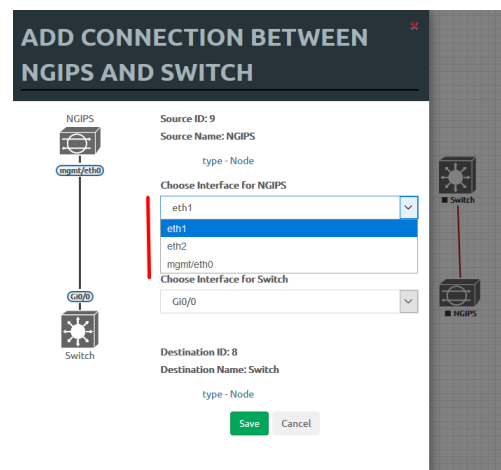 ADD CONNECTION BETWEEN
NGIPS AND SWITCH
NGIPS
mgmt/eth0
Gi0/0
Switch
Source ID: 9
Source Name: NGIPS
type - Node
Choose Interface for NGIPS
eth1
eth1
eth2
mgmt/eth0
Choose Interface for Switch
Gi0/0
Destination ID: 8
Destination Name: Switch
type - Node
Save Cancel
Switch
NGIPS